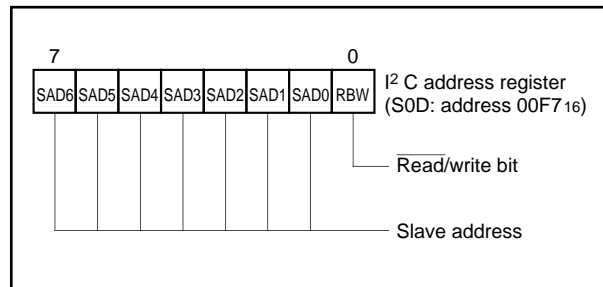 7 0
SAD6 SAD5 SAD4 SAD3 SAD2 SAD1 SAD0 RBW
I² C address register
(S0D: address 00F7₁₆)
Read/write bit
Slave address